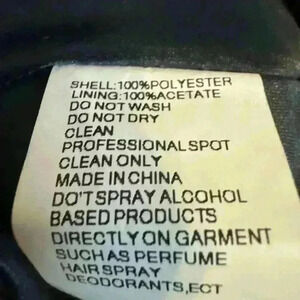 SHELL:100%POLYESTER
LINING:100%ACETATE
DO NOT WASH
DO NOT DRY
CLEAN
PROFESSIONAL SPOT
CLEAN ONLY
MADE IN CHINA
DO'T SPRAY ALCOHOL
BASED PRODUCTS
DIRECTLY ON GARMENT
SUCH AS PERFUME
HAIR SPRAY
DEODORANTS,ECT